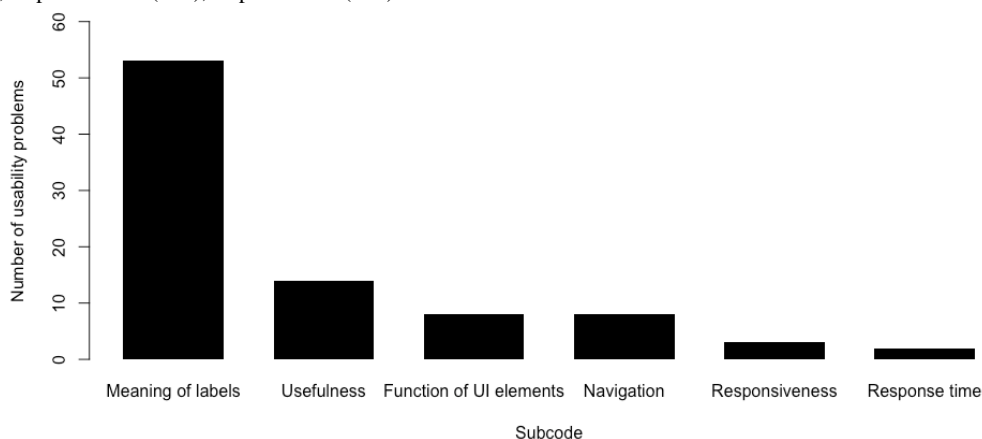 60
50
40
30
20
10
0
Number of usability problems
Meaning of labels Usefulness Function of UI elements Navigation Responsiveness Response time
Subcode